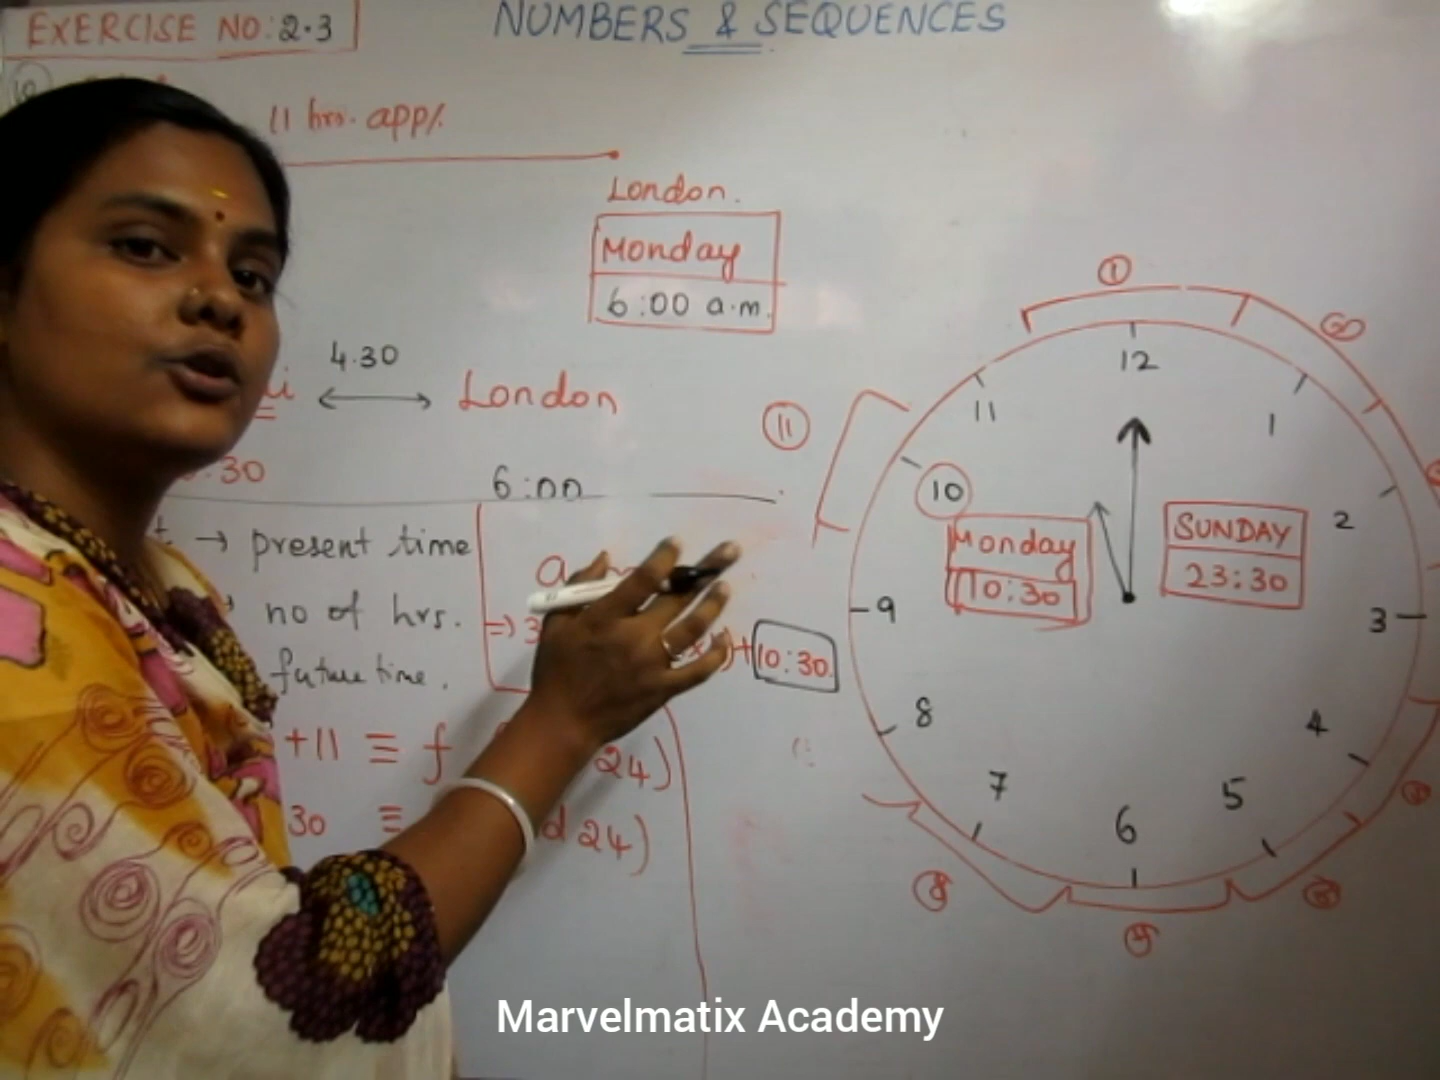 EXERCISE NO: 2.3
NUMBERS & SEQUENCES
11 hrs. app/.
London.
Monday
6:00 a.m.
4.30
London
30
6:00
→ present time
no of hrs.
future time.
+11 ≡ f
24)
30 ≡
d 24)
+ 10:30
1
11
12
1
2
3
4
5
6
7
8
9
10
11
Monday
10:30
SUNDAY
23:30
Marvelmatix Academy